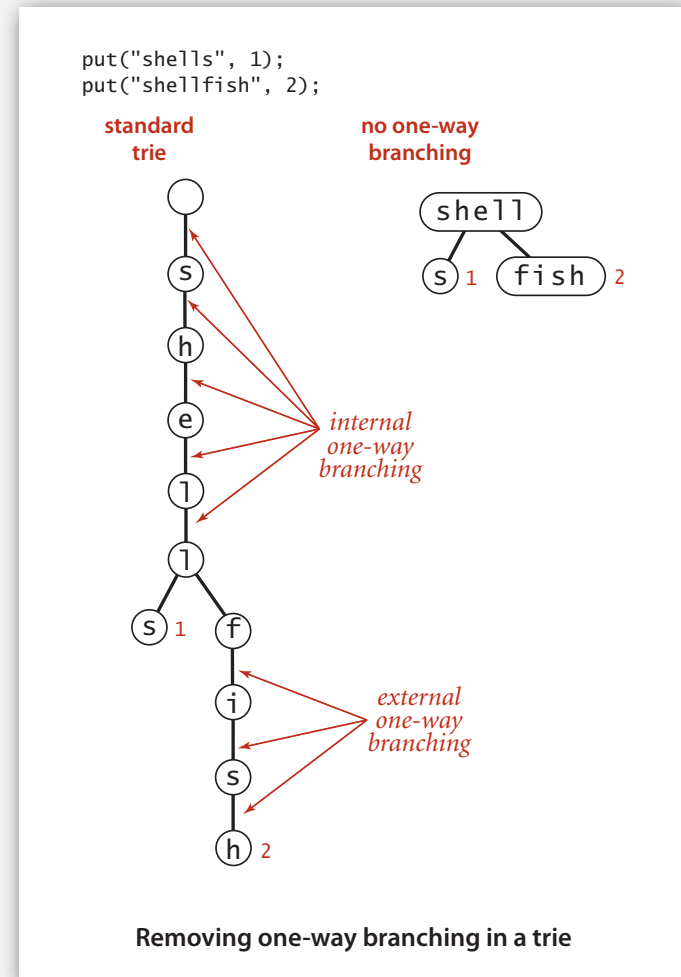 put("shells", 1);
put("shellfish", 2);
standard
trie
no one-way
branching
s
h
e
l
l
s 1
f
i
s
h 2
internal
one-way
branching
external
one-way
branching
shell
s 1
fish 2
Removing one-way branching in a trie